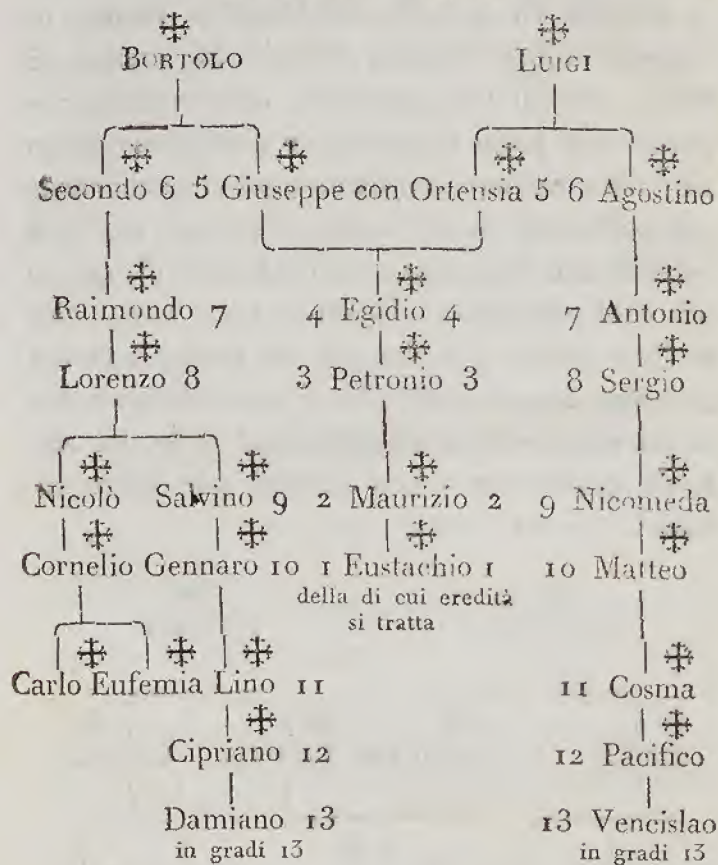 BORTOLO LUIGI
Secondo 6 5 Giuseppe con Ortensia 5 6 Agostino
Raimondo 7 4 Egidio 4 7 Antonio
Lorenzo 8 3 Petronio 3 8 Sergio
Nicolò Salvino 9 2 Maurizio 2 9 Nicomeda
Cornelio Gennaro 10 1 Eustachio 1 10 Matteo
della di cui eredità
si tratta
Carlo Eufemia Lino 11 11 Cosma
Cipriano 12 12 Pacifico
Damiano 13 13 Vencislao
in gradi 13 in gradi 13